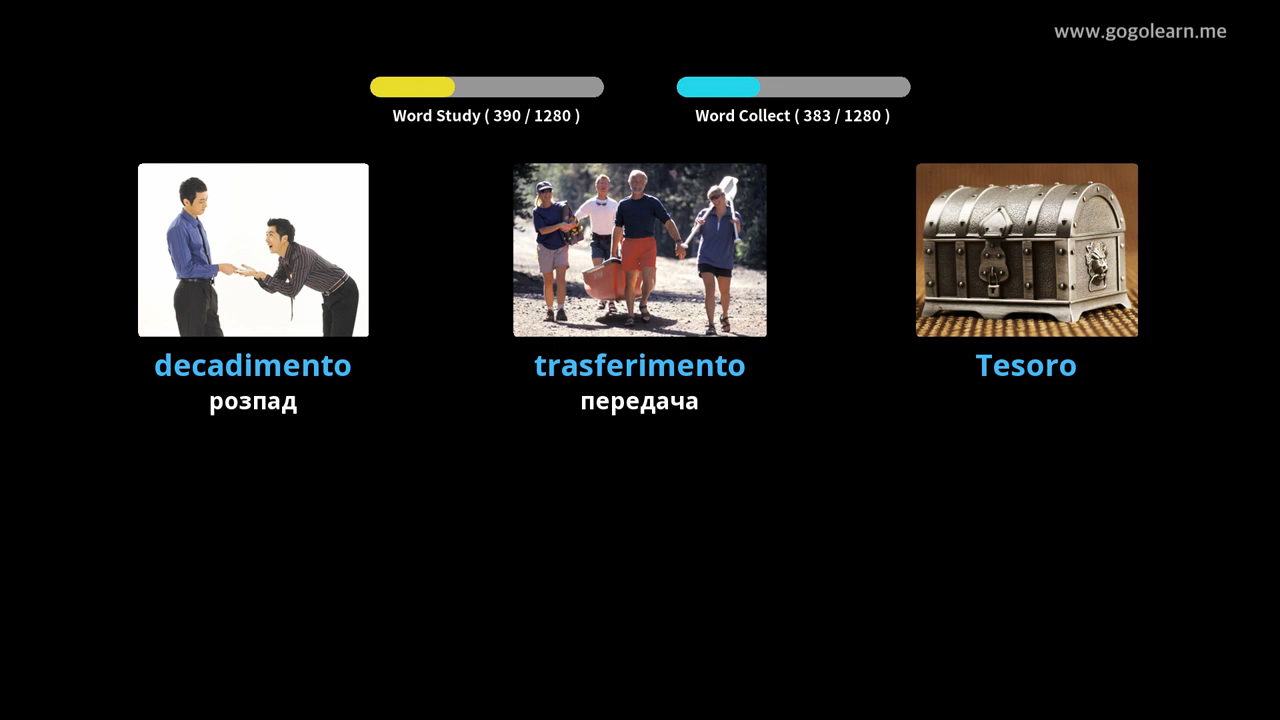 www.gogolearn.me
Word Study ( 390 / 1280 )
Word Collect ( 383 / 1280 )
decadimento
розпад
trasferimento
передача
Tesoro